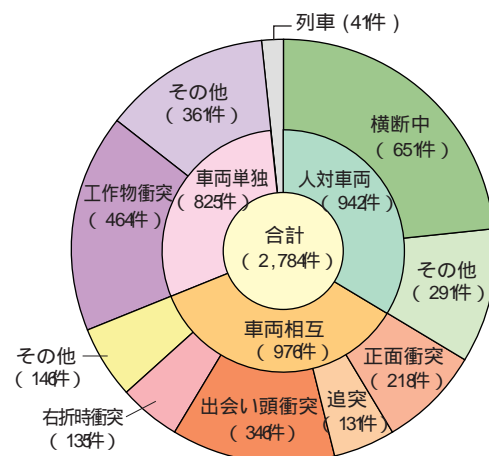 列車(41件)
その他
(361件)
横断中
(651件)
車両単独
(825件)
人対車両
(942件)
工作物衝突
(464件)
合計
(2,784件)
その他
(291件)
車両相互
(976件)
正面衝突
(218件)
その他
(146件)
追突
(131件)
出会い頭衝突
(346件)
右折時衝突
(135件)